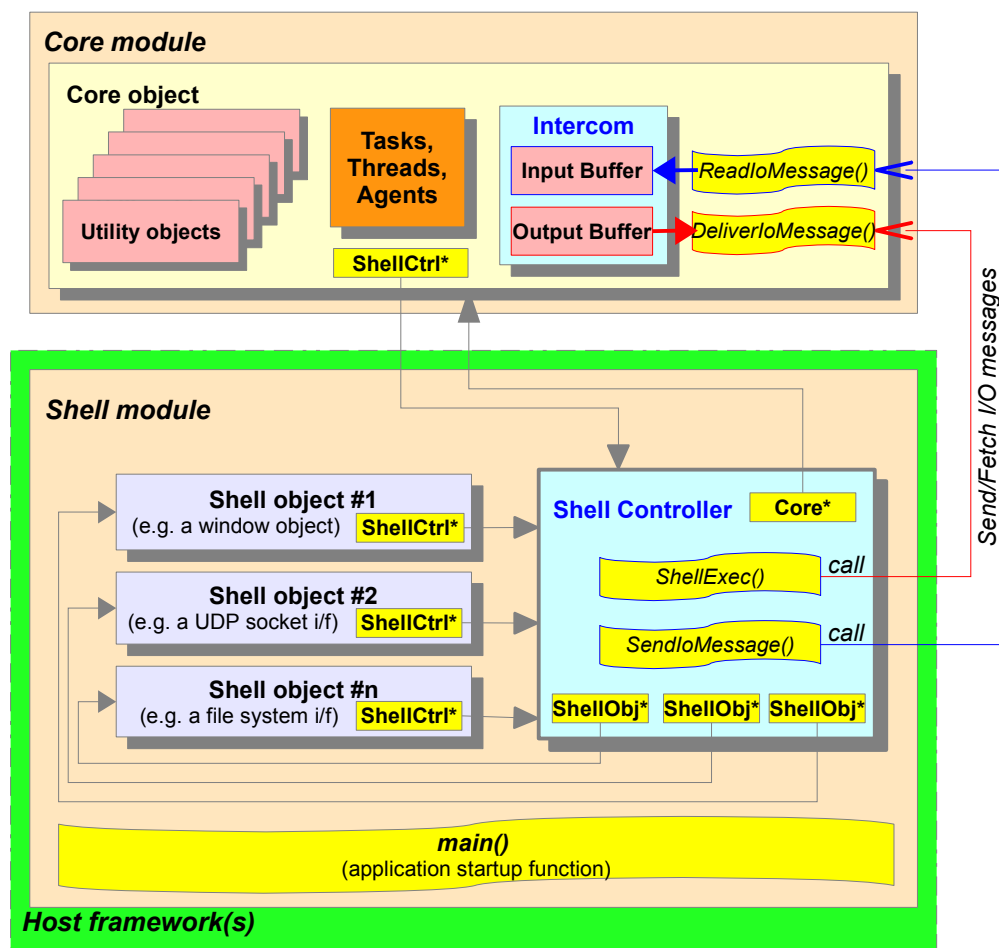 Core module
Core object
Utility objects
Tasks,
Threads,
Agents
ShellCtrl*
Intercom
Input Buffer
Output Buffer
ReadIoMessage()
DeliverIoMessage()
Send/Fetch I/O messages
Shell module
Shell object #1
(e.g. a window object)
ShellCtrl*
Shell object #2
(e.g. a UDP socket i/f)
ShellCtrl*
Shell object #n
(e.g. a file system i/f)
ShellCtrl*
Shell Controller
Core*
ShellExec()
call
SendIoMessage()
call
ShellObj*
ShellObj*
ShellObj*
main()
(application startup function)
Host framework(s)